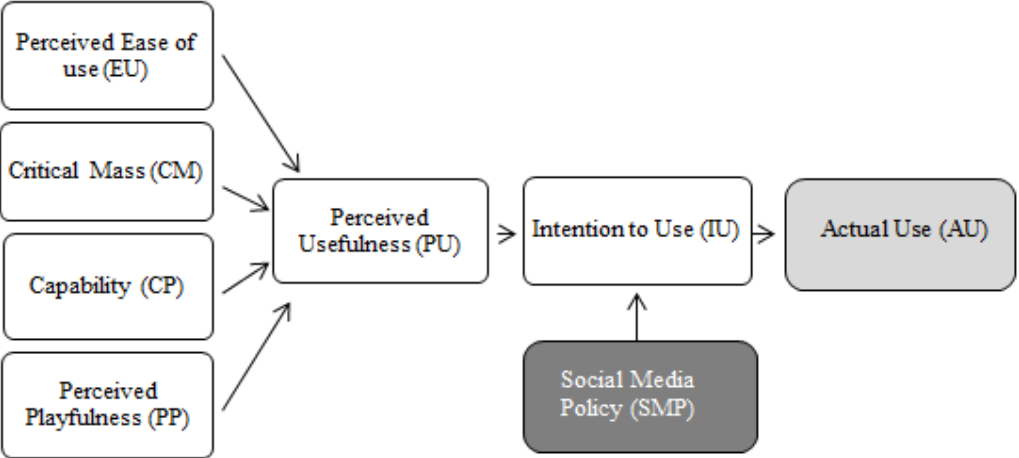 Perceived Ease of
use (EU)
Critical Mass (CM)
Capability (CP)
Perceived
Playfulness (PP)
Perceived
Usefulness (PU)
Intention to Use (IU)
Actual Use (AU)
Social Media
Policy (SMP)